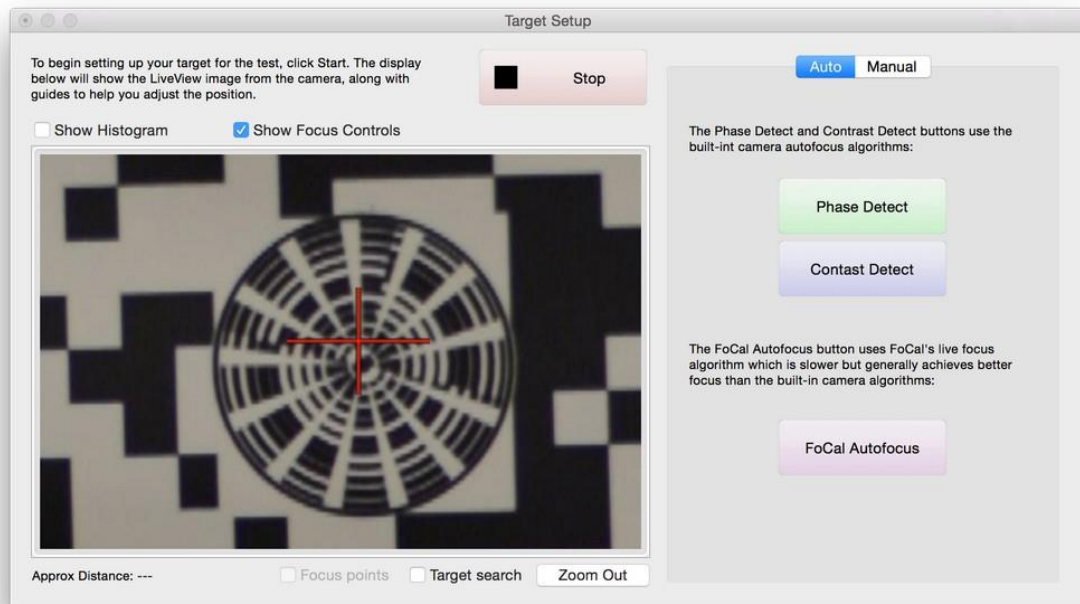 Target Setup
To begin setting up your target for the test, click Start. The display
below will show the LiveView image from the camera, along with
guides to help you adjust the position.
Stop
Show Histogram
Show Focus Controls
Auto
Manual
The Phase Detect and Contrast Detect buttons use the
built-int camera autofocus algorithms:
Phase Detect
Contast Detect
The FoCal Autofocus button uses FoCal's live focus
algorithm which is slower but generally achieves better
focus than the built-in camera algorithms:
FoCal Autofocus
Approx Distance: ---
Focus points
Target search
Zoom Out